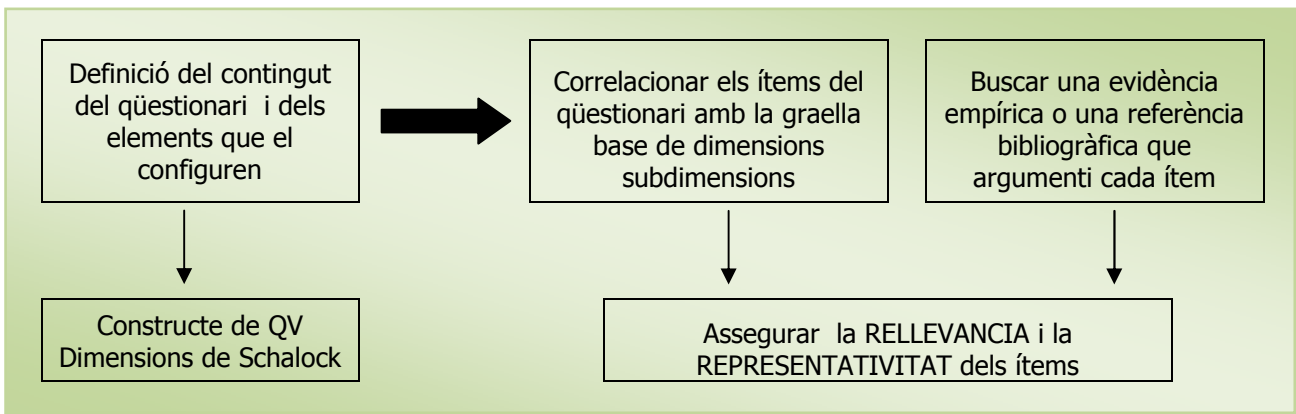 Definició del contingut
del qüestionari i dels
elements que el
configuren
Correlacionar els ítems del
qüestionari amb la graella
base de dimensions
subdimensions
Buscar una evidència
empírica o una referència
bibliogràfica que
argumenti cada ítem
Constructe de QV
Dimensions de Schalock
Assegurar la RELLEVANCIA i la
REPRESENTATIVITAT dels ítems